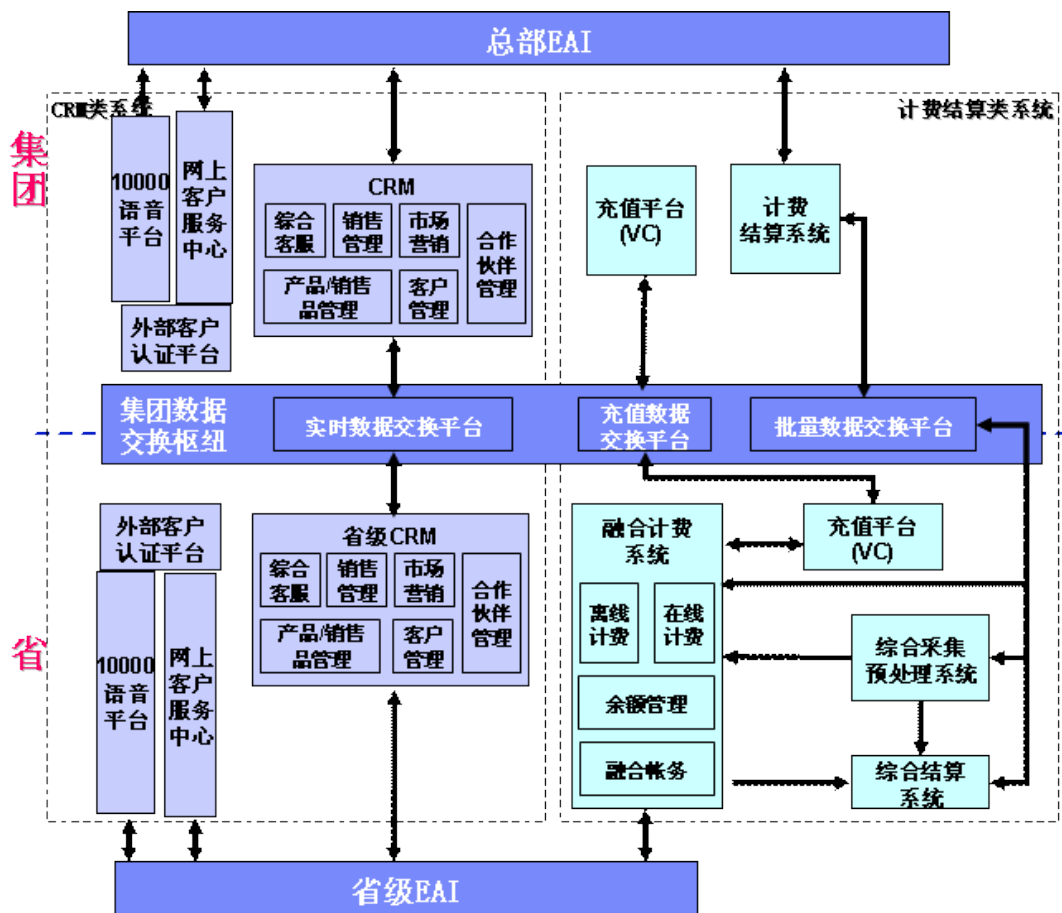 总部EAI
CRM类系统
计费结算类系统
集
团
10000
语音
平台
网上
客户
服务
中心
外部客户
认证平台
CRM
综合
客服
销售
管理
市场
营销
合作
伙伴
管理
产品/销售
品管理
客户
管理
充值平台
(VC)
计费
结算系统
集团数据
交换枢纽
实时数据交换平台
充值数据
交换平台
批量数据交换平台
省
外部客户
认证平台
10000
语音
平台
网上
客户
服务
中心
省级CRM
综合
客服
销售
管理
市场
营销
合作
伙伴
管理
产品/销售
品管理
客户
管理
融合计费
系统
离线
计费
在线
计费
余额管理
融合帐务
充值平台
(VC)
综合采集
预处理系统
综合结算
系统
省级EAI